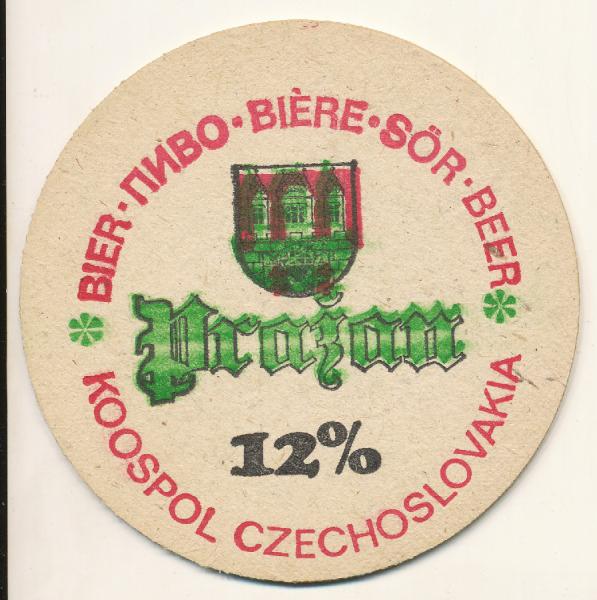 BIER · ПИВО · BIÈRE · SÖR · BEER
Pražan
12%
KOOSPOL CZECHOSLOVAKIA